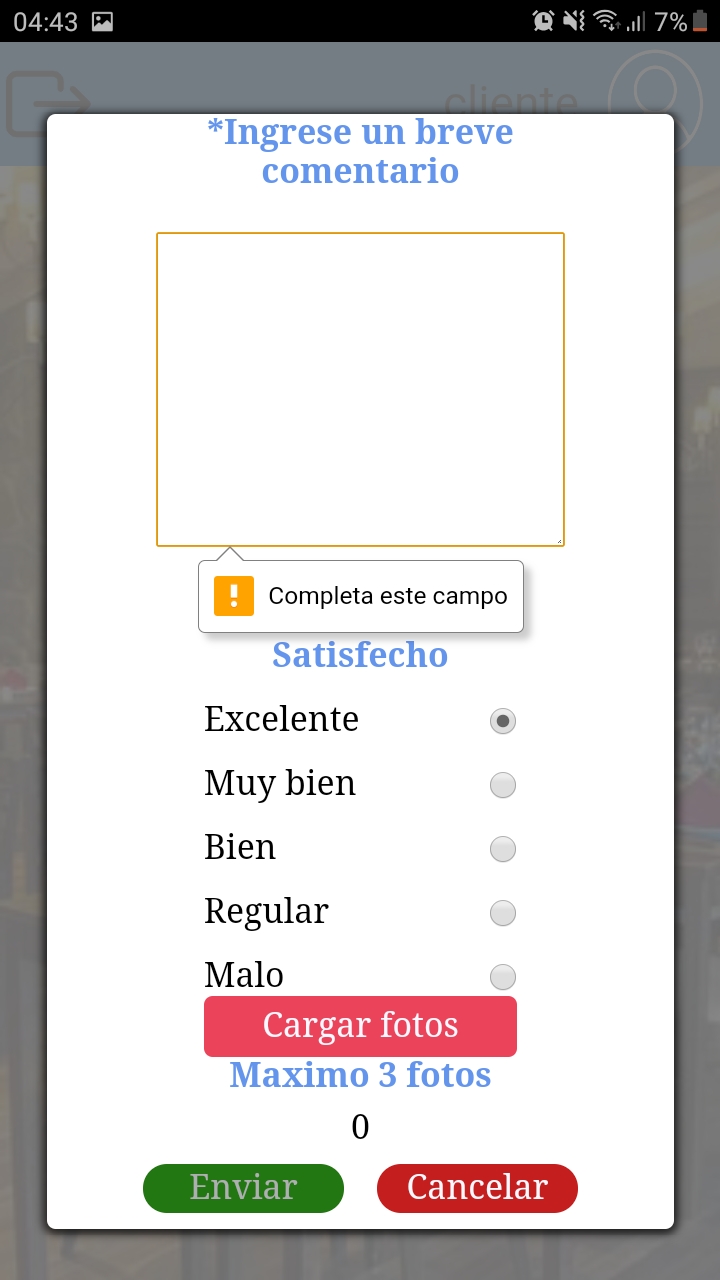 04:43 7%
cliente
*Ingrese un breve
comentario
Completa este campo
Satisfecho
Excelente
Muy bien
Bien
Regular
Malo
Cargar fotos
Maximo 3 fotos
0
Enviar Cancelar